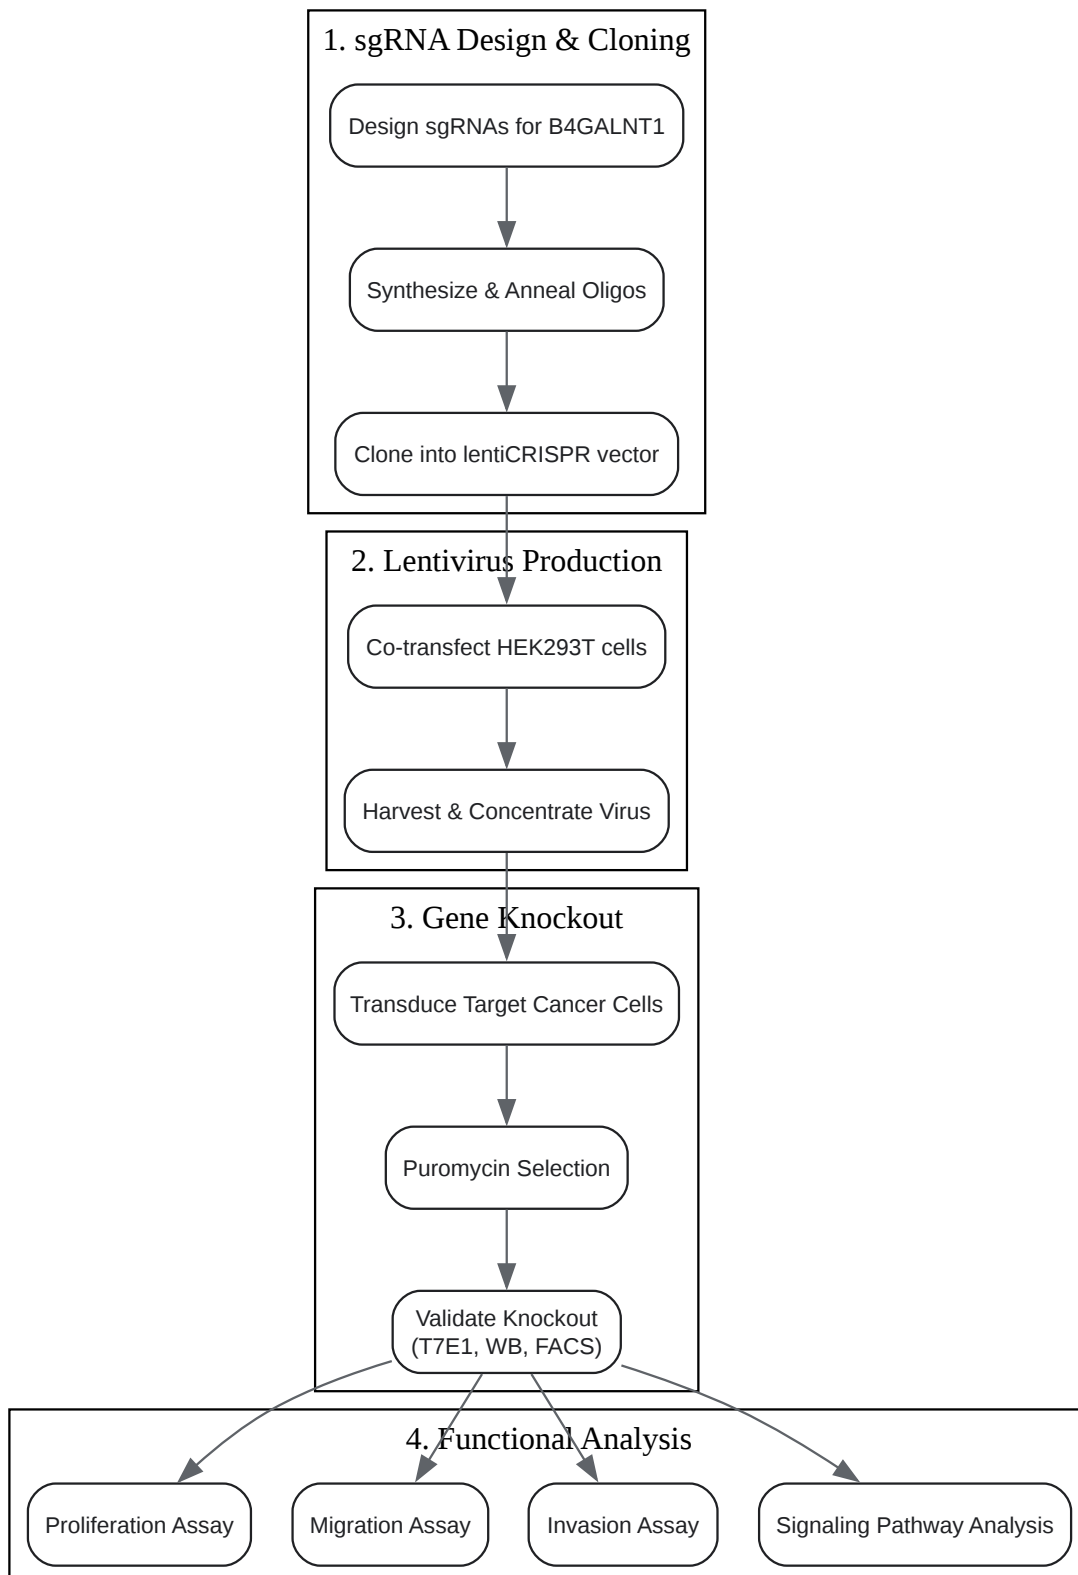 1. sgRNA Design & Cloning
Design sgRNAs for B4GALNT1
Synthesize & Anneal Oligos
Clone into lentiCRISPR vector
2. Lentivirus Production
Co-transfect HEK293T cells
Harvest & Concentrate Virus
3. Gene Knockout
Transduce Target Cancer Cells
Puromycin Selection
Validate Knockout
(T7E1, WB, FACS)
4. Functional Analysis
Proliferation Assay
Migration Assay
Invasion Assay
Signaling Pathway Analysis